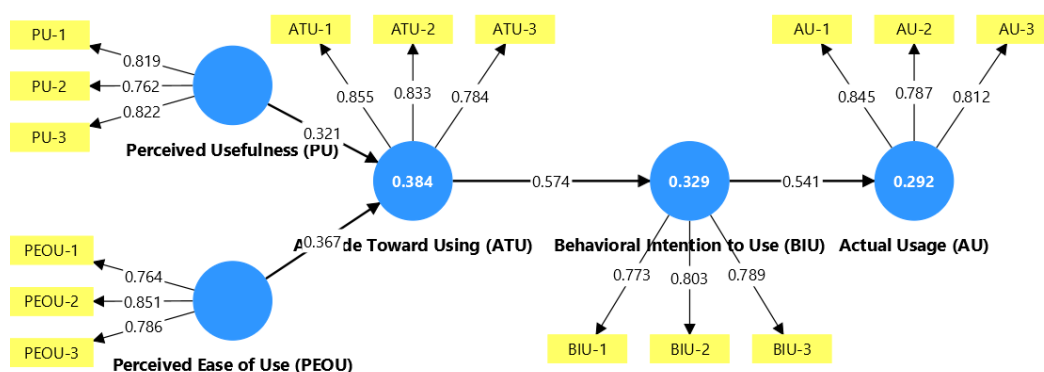 PU-1
PU-2
PU-3
0.819
0.762
0.822
Perceived Usefulness (PU)
0.321
ATU-1
ATU-2
ATU-3
0.855
0.833
0.784
0.384
0.574
0.329
0.541
0.292
AU-1
AU-2
AU-3
0.845
0.787
0.812
0.367
Toward Using (ATU)
Behavioral Intention to Use (BIU)
Actual Usage (AU)
PEOU-1
PEOU-2
PEOU-3
0.764
0.851
0.786
Perceived Ease of Use (PEOU)
0.773
0.803
0.789
BIU-1
BIU-2
BIU-3